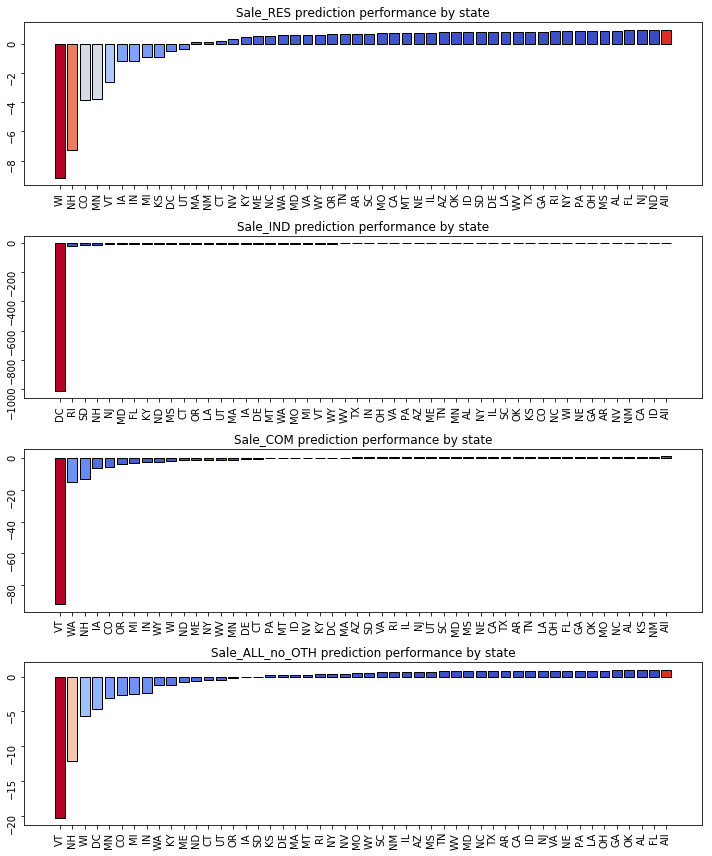 Sale_RES prediction performance by state
0
−2
−4
−6
−8
WI NH CO MN VT IA IN MI KS DC UT MA NM CT NV KY ME NC WA MD VA WY OR TN AR SC MO CA MT NE IL AZ OK ID SD DE LA WV TX GA RI NY PA OH MS AL FL NJ ND All
Sale_IND prediction performance by state
0
−200
−400
−600
−800
−1000
DC RI SD NH NJ MD FL KY ND MS CT OR LA UT MA IA DE MT WA MO MI VT WY WV TX IN OH VA PA AZ ME TN MN AL NY IL SC OK KS CO NC WI NE GA AR NV NM CA ID All
Sale_COM prediction performance by state
0
−20
−40
−60
−80
VT WA NH IA CO OR MI IN WY WI ND ME NY WV MN DE CT PA MT ID NV KY DC MA AZ SD VA RI IL NJ UT SC MD MS NE CA TX AR TN LA OH FL GA OK MO NC AL KS NM All
Sale_ALL_no_OTH prediction performance by state
0
−5
−10
−15
−20
VT NH WI DC MN CO MI IN WA KY ME ND CT UT OR IA SD KS DE MA MT RI NY NV MO WY SC NM IL AZ MS TN WV MD NC TX AR CA ID NJ VA NE PA LA OH GA OK AL FL All